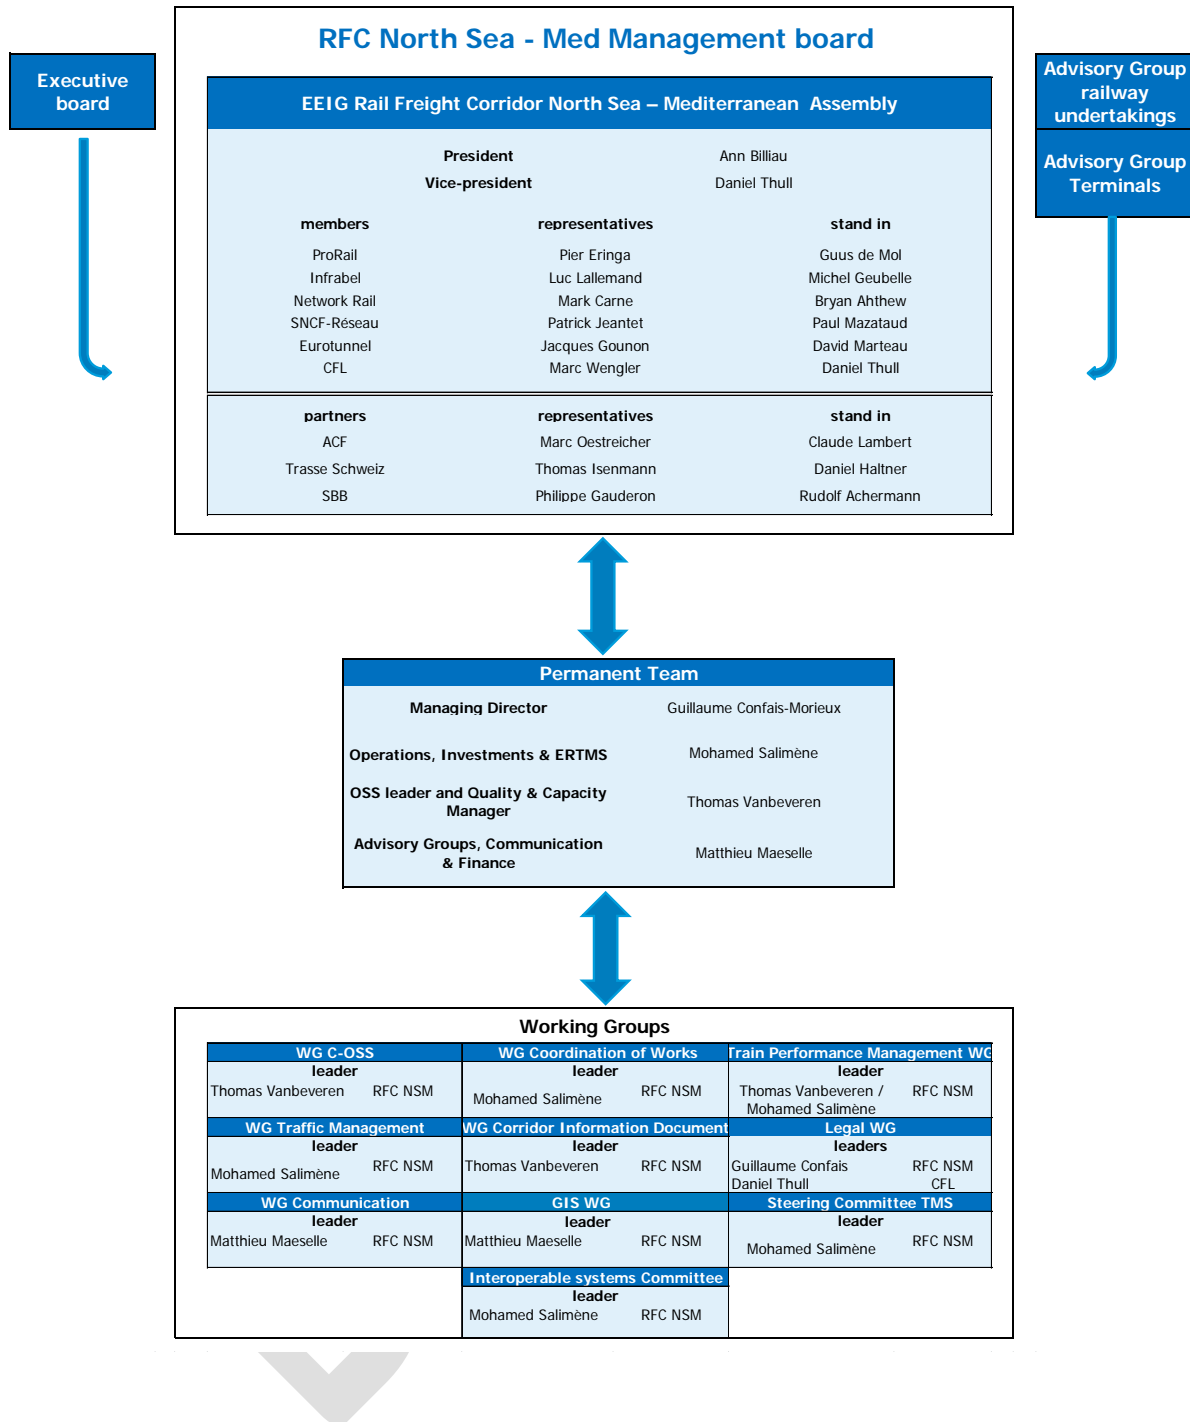 RFC North Sea - Med Management board
Executive
board
Advisory Group
railway
undertakings
Advisory Group
Terminals
EEIG Rail Freight Corridor North Sea – Mediterranean Assembly
President Ann Billiau
Vice-president Daniel Thull
members representatives stand in
ProRail Pier Eringa Guus de Mol
Infrabel Luc Lallemand Michel Geubelle
Network Rail Mark Carne Bryan Ahthew
SNCF-Réseau Patrick Jeantet Paul Mazataud
Eurotunnel Jacques Gounon David Marteau
CFL Marc Wengler Daniel Thull
partners representatives stand in
ACF Marc Oestreicher Claude Lambert
Trasse Schweiz Thomas Isenmann Daniel Haltner
SBB Philippe Gauderon Rudolf Achermann
Permanent Team
Managing Director Guillaume Confais-Morieux
Operations, Investments & ERTMS Mohamed Salimène
OSS leader and Quality & Capacity
Manager
Thomas Vanbeveren
Advisory Groups, Communication
& Finance
Matthieu Maeselle
Working Groups
WG C-OSS WG Coordination of Works Train Performance Management WG
leader leader leader
Thomas Vanbeveren RFC NSM Mohamed Salimène RFC NSM Thomas Vanbeveren / RFC NSM
Mohamed Salimène
WG Traffic Management WG Corridor Information Document Legal WG
leader leader leaders
Mohamed Salimène RFC NSM Thomas Vanbeveren RFC NSM Guillaume Confais RFC NSM
Daniel Thull CFL
WG Communication GIS WG Steering Committee TMS
leader leader leader
Matthieu Maeselle RFC NSM Matthieu Maeselle RFC NSM Mohamed Salimène RFC NSM
Interoperable systems Committee
leader
Mohamed Salimène RFC NSM